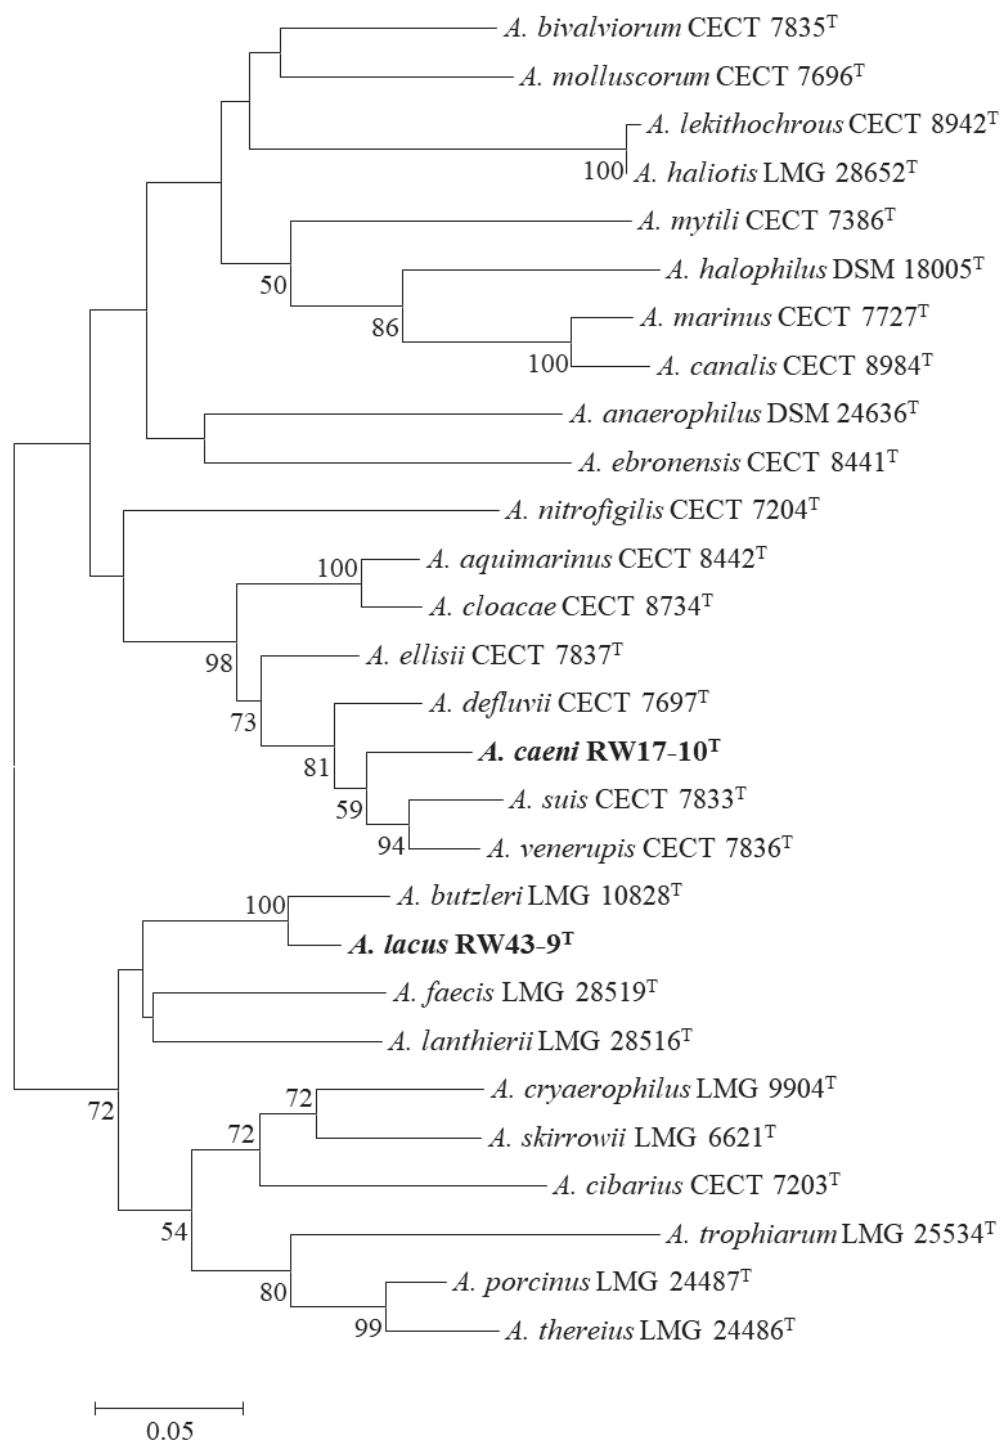 A. bivalviorum CECT 7835T
A. molluscorum CECT 7696T
A. lekithochrous CECT 8942T
100 A. haliotis LMG 28652T
A. mytili CECT 7386T
A. halophilus DSM 18005T
50
A. marinus CECT 7727T
86
100 A. canalis CECT 8984T
A. anaerophilus DSM 24636T
A. ebronensis CECT 8441T
A. nitrofigilis CECT 7204T
A. aquimarinus CECT 8442T
100
A. cloacae CECT 8734T
A. ellisii CECT 7837T
98
A. defluvii CECT 7697T
73
A. caeni RW17-10T
81
A. suis CECT 7833T
59
94 A. venerupis CECT 7836T
A. butzleri LMG 10828T
100
A. lacus RW43-9T
A. faecis LMG 28519T
A. lanthierii LMG 28516T
A. cryaerophilus LMG 9904T
72
72
A. skirrowii LMG 6621T
72
A. cibarius CECT 7203T
54
A. trophiarum LMG 25534T
A. porcinus LMG 24487T
80
99 A. thereius LMG 24486T
0.05